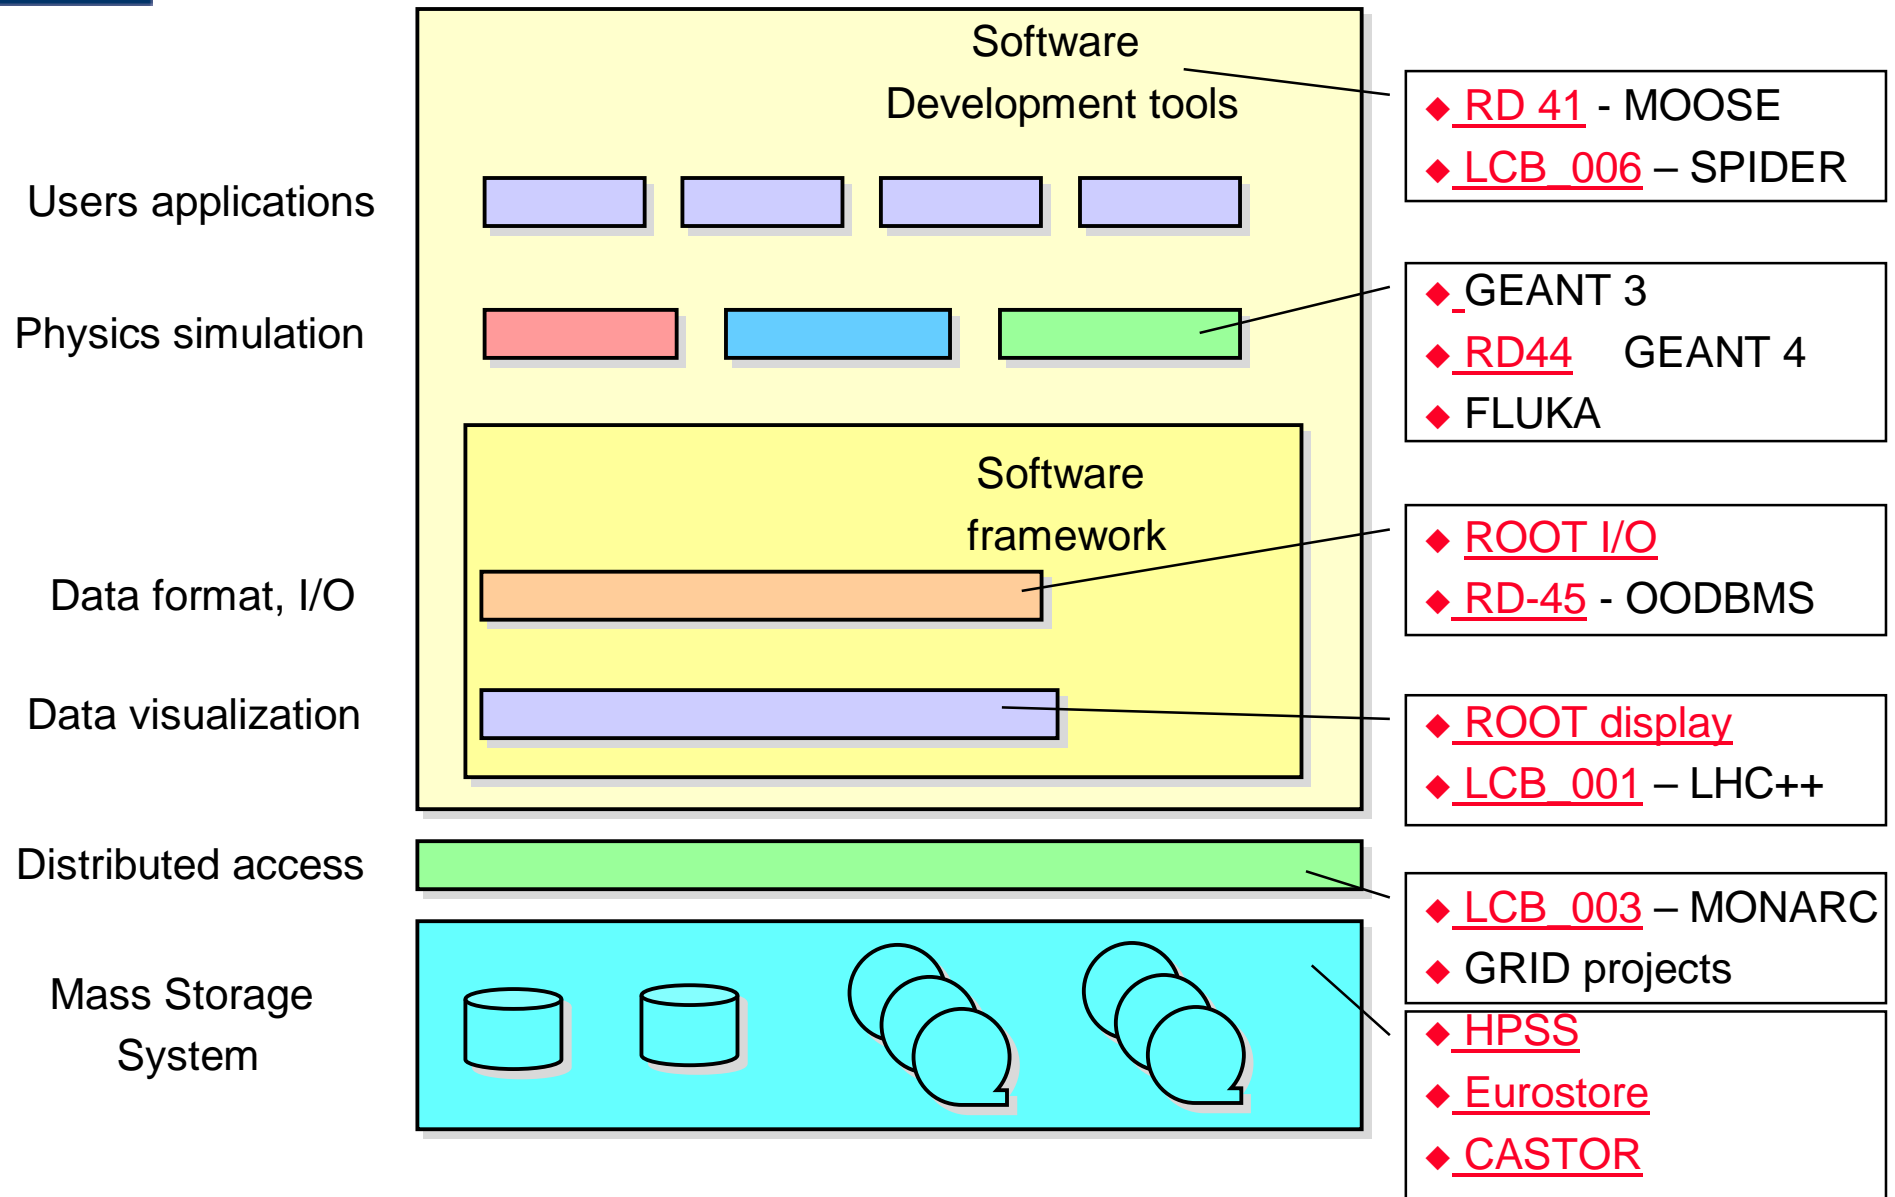 Software
Development tools
Users applications
Physics simulation
Software
framework
Data format, I/O
Data visualization
Distributed access
Mass Storage
System
◆ RD 41 - MOOSE
◆ LCB_006 – SPIDER
◆ GEANT 3
◆ RD44 GEANT 4
◆ FLUKA
◆ ROOT I/O
◆ RD-45 - OODBMS
◆ ROOT display
◆ LCB_001 – LHC++
◆ LCB_003 – MONARC
◆ GRID projects
◆ HPSS
◆ Eurostore
◆ CASTOR